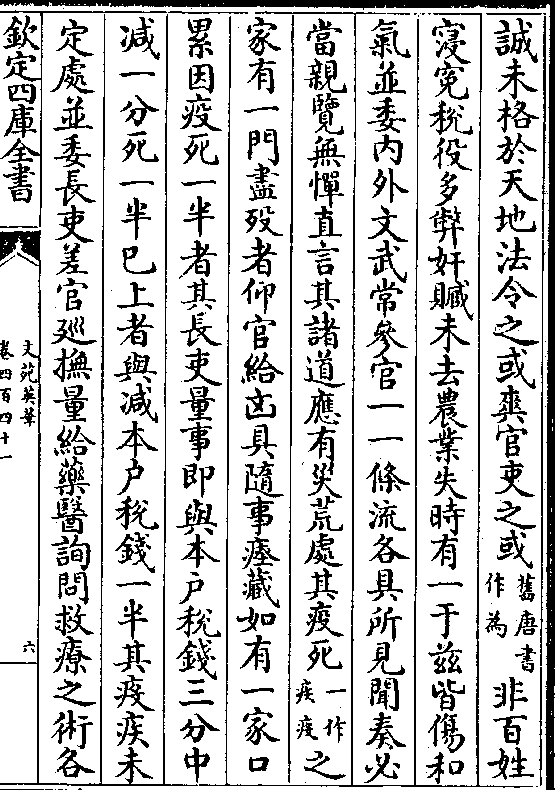 誠未格於天地法令之或爽官吏之或舊唐書作為非百姓
寖寃稅役多弊奸贓未去農業失時有一于兹皆傷和
氣並委内外文武常參官一一條流各具所見聞奏必
當親覽無憚直言其諸道應有災荒處其疫死一作疾疫之
家有一門盡歿者仰官給凶具隨事瘞藏如有一家口
累因疫死一半者其長吏量事即與本户稅錢三分中
減一分死一半已上者與減本户稅錢一半其疫疾未
定處並委長吏差官巡撫量給藥醫詢問救療之術各
欽定四庫全書
文苑英華
卷四百四十一
六